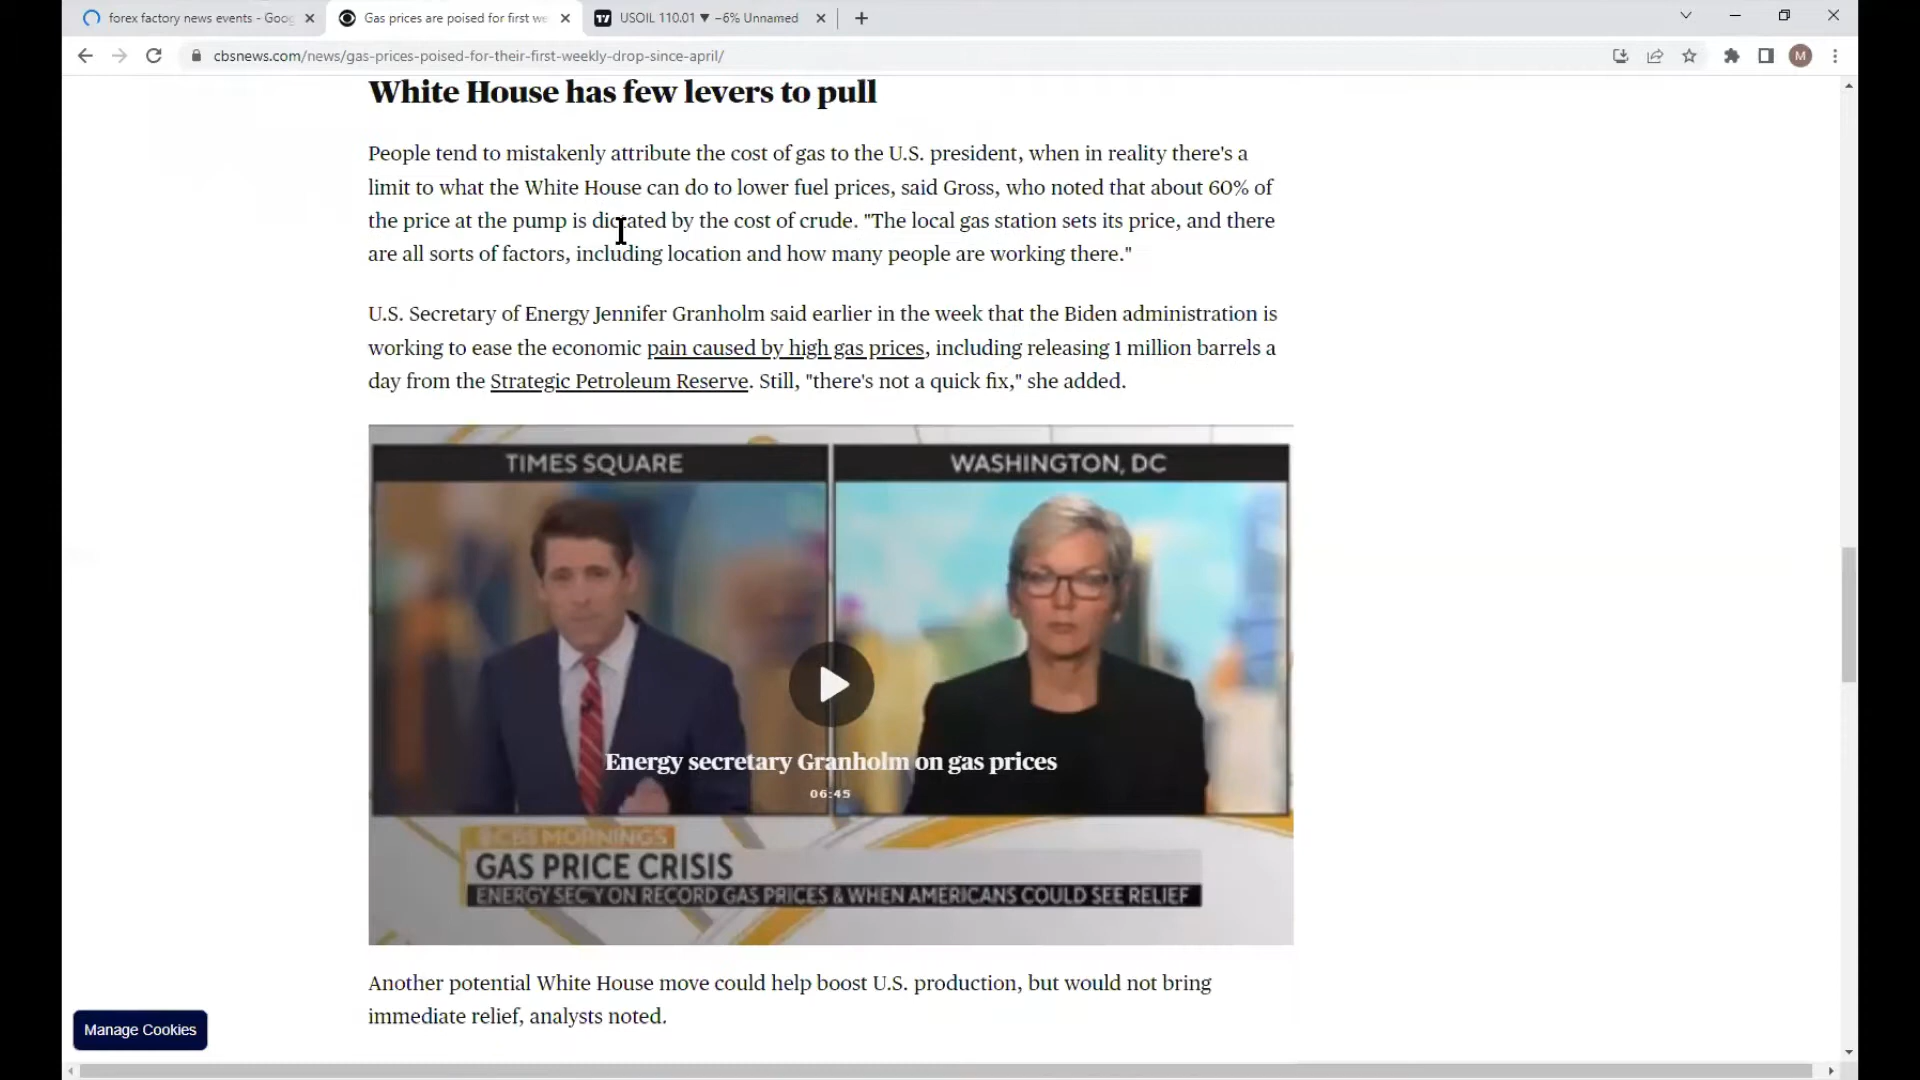 forex factory news events - Goog
Gas prices are poised for first we
USOIL 110.01 ▼ −6% Unnamed
cbsnews.com/news/gas-prices-poised-for-their-first-weekly-drop-since-april/
M
White House has few levers to pull
People tend to mistakenly attribute the cost of gas to the U.S. president, when in reality there's a
limit to what the White House can do to lower fuel prices, said Gross, who noted that about 60% of
the price at the pump is dictated by the cost of crude. "The local gas station sets its price, and there
are all sorts of factors, including location and how many people are working there."
U.S. Secretary of Energy Jennifer Granholm said earlier in the week that the Biden administration is
working to ease the economic pain caused by high gas prices, including releasing 1 million barrels a
day from the Strategic Petroleum Reserve. Still, "there's not a quick fix," she added.
TIMES SQUARE
WASHINGTON, DC
Energy secretary Granholm on gas prices
06:45
CBS MORNINGS
GAS PRICE CRISIS
ENERGY SEC'Y ON RECORD GAS PRICES & WHEN AMERICANS COULD SEE RELIEF
Another potential White House move could help boost U.S. production, but would not bring
immediate relief, analysts noted.
Manage Cookies